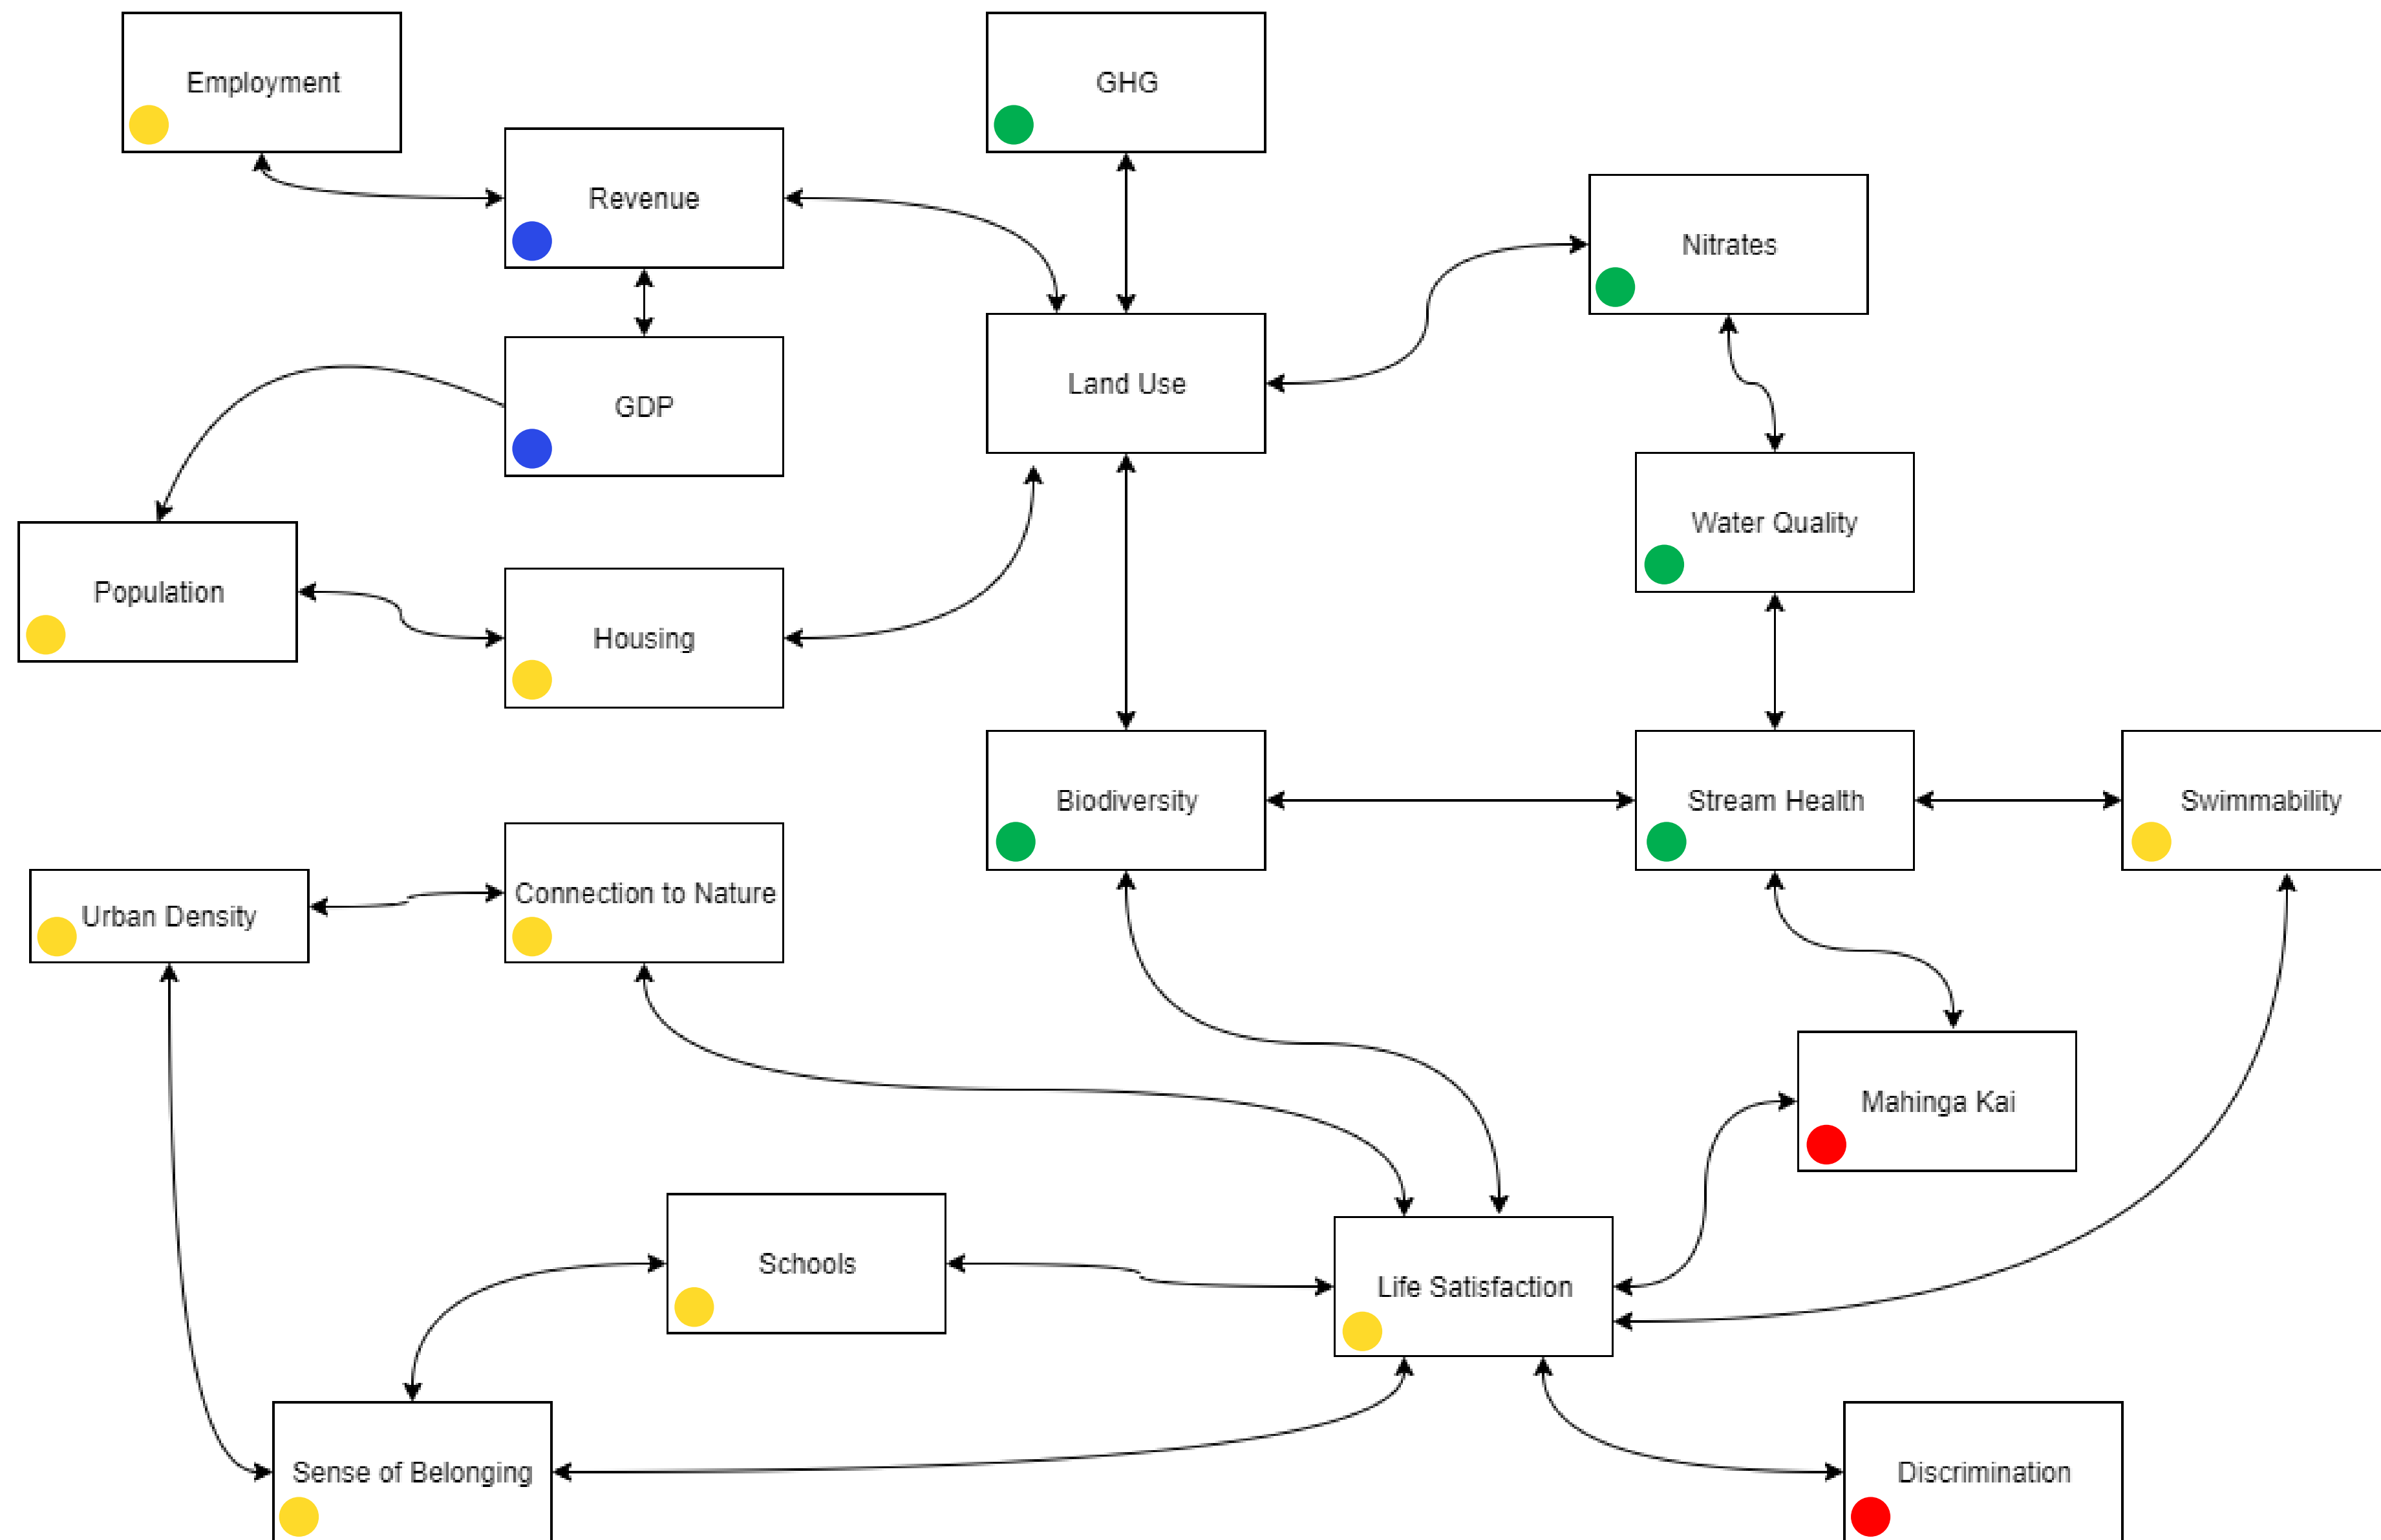 Employment
GHG
Revenue
Nitrates
Land Use
GDP
Water Quality
Population
Housing
Biodiversity
Stream Health
Swimmability
Connection to Nature
Urban Density
Mahinga Kai
Schools
Life Satisfaction
Sense of Belonging
Discrimination